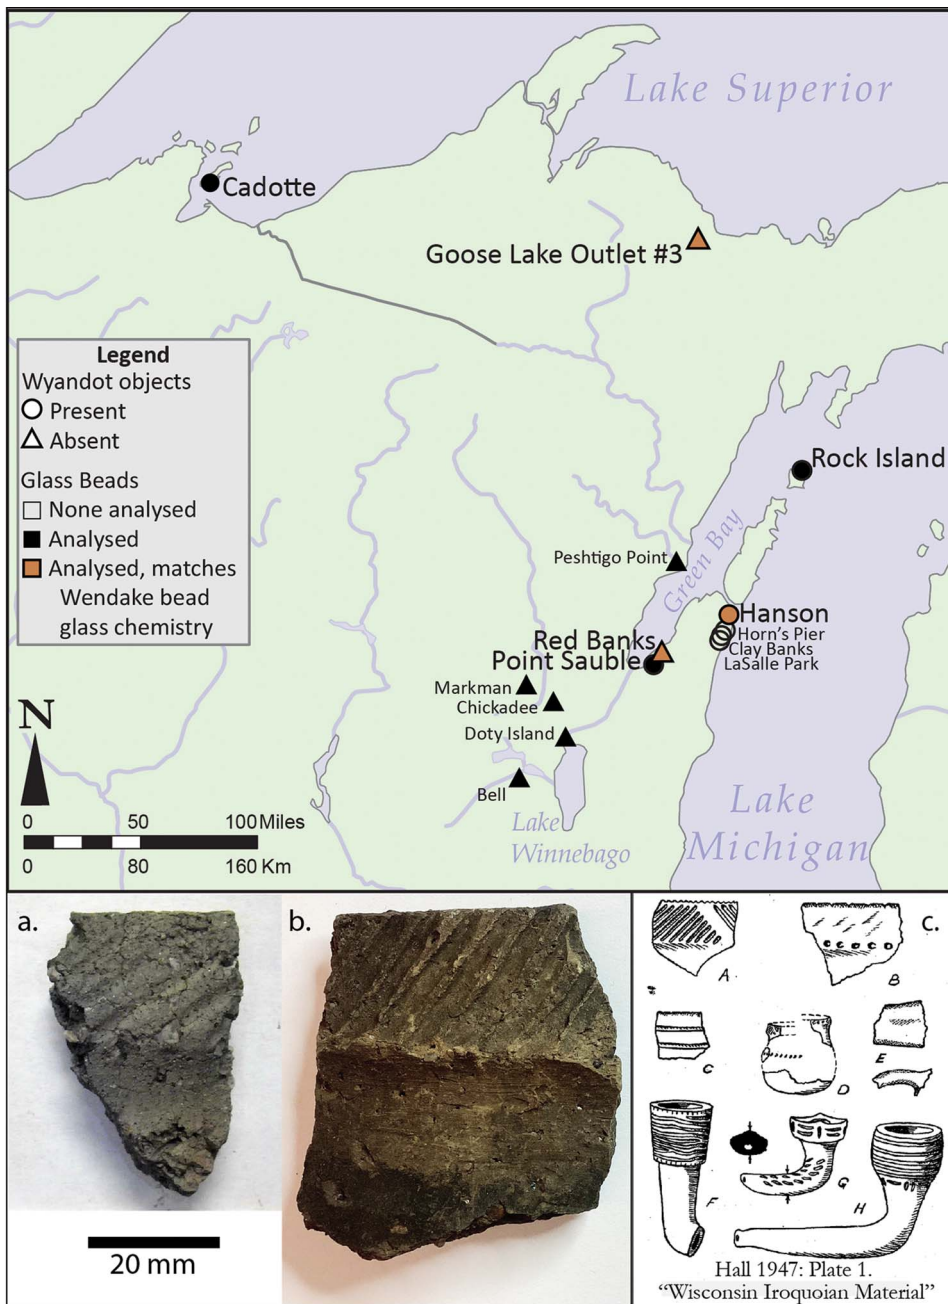 Lake Superior
Cadotte
Goose Lake Outlet #3
Legend
Wyandot objects
Present
Absent
Glass Beads
None analysed
Analysed
Analysed, matches
Wendake bead
glass chemistry
Rock Island
Peshtigo Point
Green Bay
Hanson
Horn's Pier
Clay Banks
LaSalle Park
Red Banks
Point Sauble
Markman
Chickadee
Doty Island
Bell
N
0 50 100 Miles
0 80 160 Km
Lake
Winnebago
Lake
Michigan
a.
b.
c.
A
B
C
D
E
F
G
H
20 mm
Hall 1947: Plate 1.
“Wisconsin Iroquoian Material”